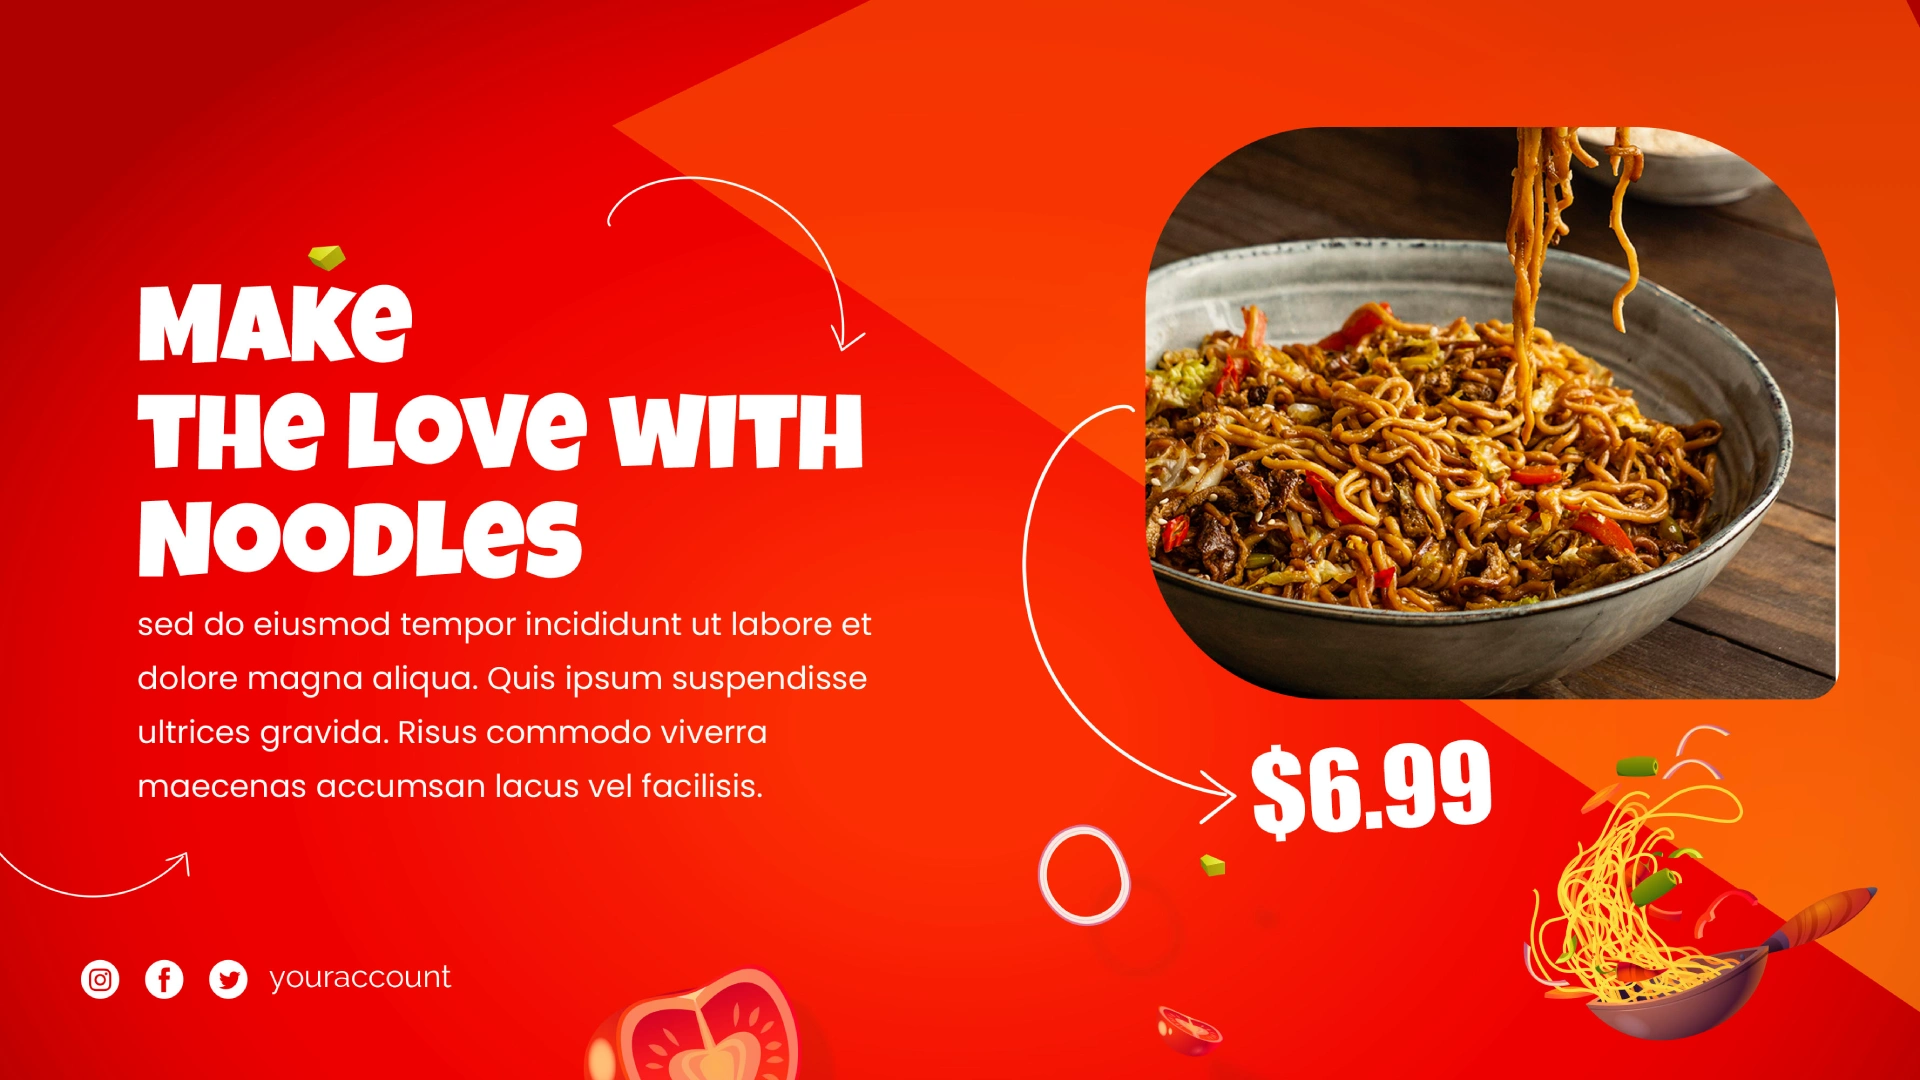 MAKE
THE LOVE WITH
NOODLES
sed do eiusmod tempor incididunt ut labore et
dolore magna aliqua. Quis ipsum suspendisse
ultrices gravida. Risus commodo viverra
maecenas accumsan lacus vel facilisis.
$6.99
youraccount